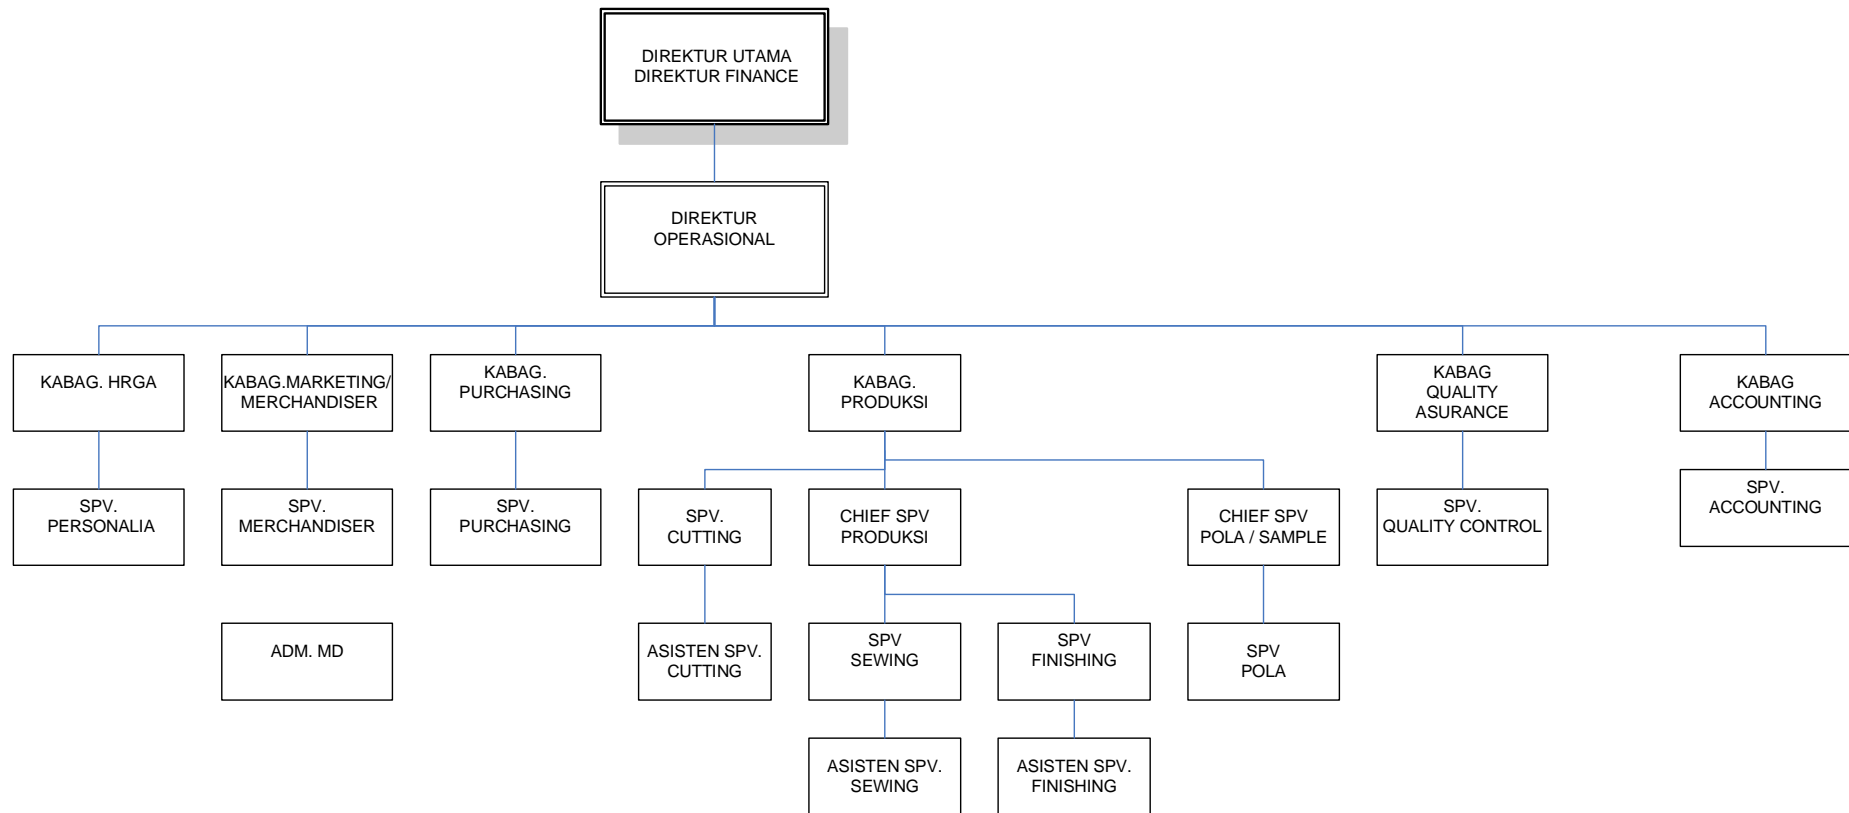 DIREKTUR UTAMA
DIREKTUR FINANCE
DIREKTUR
OPERASIONAL
KABAG. HRGA
KABAG.MARKETING/
MERCHANDISER
KABAG.
PURCHASING
KABAG.
PRODUKSI
KABAG
QUALITY
ASURANCE
KABAG
ACCOUNTING
SPV.
PERSONALIA
SPV.
MERCHANDISER
SPV.
PURCHASING
SPV.
CUTTING
CHIEF SPV
PRODUKSI
CHIEF SPV
POLA / SAMPLE
SPV.
QUALITY CONTROL
SPV.
ACCOUNTING
ADM. MD
ASISTEN SPV.
CUTTING
SPV
SEWING
SPV
FINISHING
SPV
POLA
ASISTEN SPV.
SEWING
ASISTEN SPV.
FINISHING